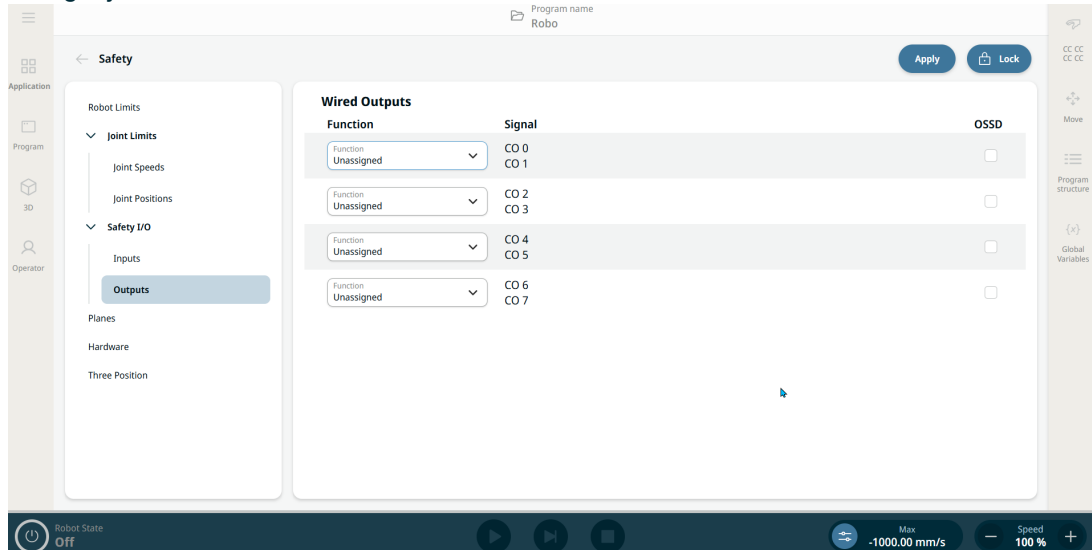 Program name
Robo
Application
Program
3D
Operator
Safety
Apply
Lock
Robot Limits
Joint Limits
Joint Speeds
Joint Positions
Safety I/O
Inputs
Outputs
Planes
Hardware
Three Position
Wired Outputs
Function
Signal
OSSD
Function
Unassigned
CO 0
CO 1
Function
Unassigned
CO 2
CO 3
Function
Unassigned
CO 4
CO 5
Function
Unassigned
CO 6
CO 7
CC CC
CC CC
Move
Program
structure
{x}
Global
Variables
Robot State
Off
Max
-1000.00 mm/s
Speed
100 %